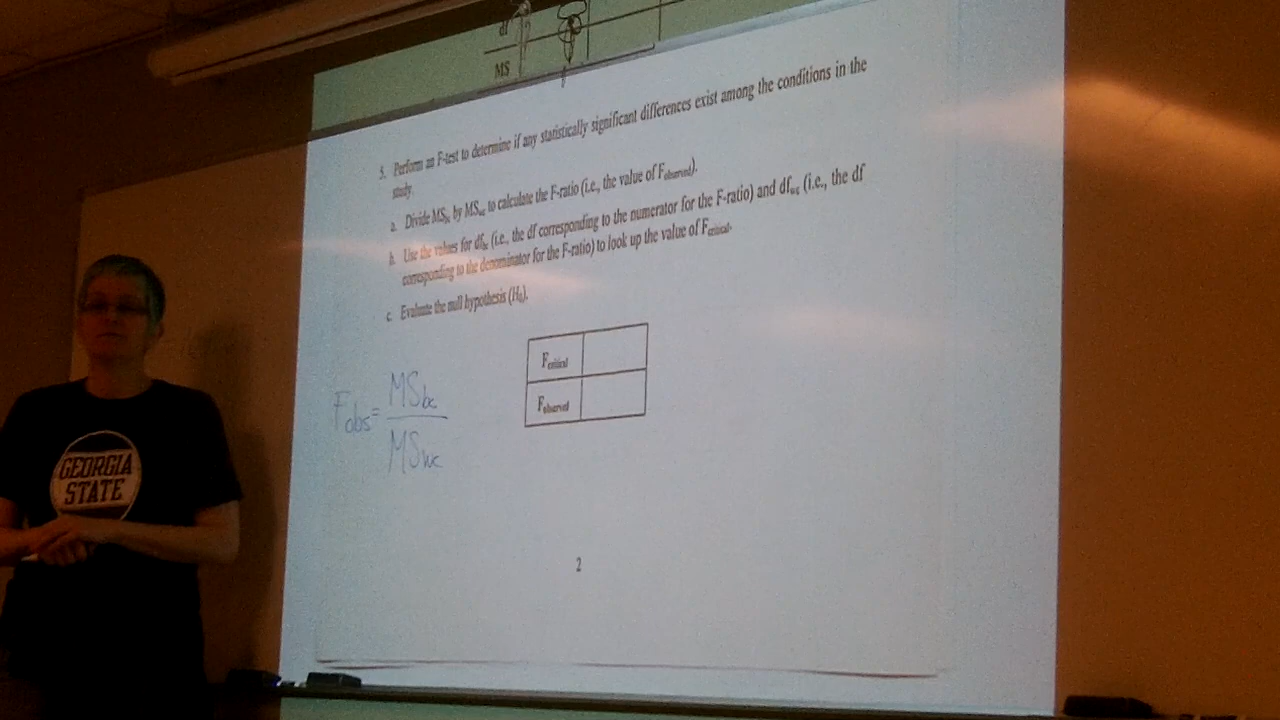 df
MS
5. Perform an F-test to determine if any statistically significant differences exist among the conditions in the
study.
a. Divide MSbc by MSwc to calculate the F-ratio (i.e., the value of Fobserved).
b. Use the values for dfbc (i.e., the df corresponding to the numerator for the F-ratio) and dfwc (i.e., the df
corresponding to the denominator for the F-ratio) to look up the value of Fcritical.
c. Evaluate the null hypothesis (H0).
Fcritical
Fobserved
Fobs = MSbc
MSwc
GEORGIA
STATE
2